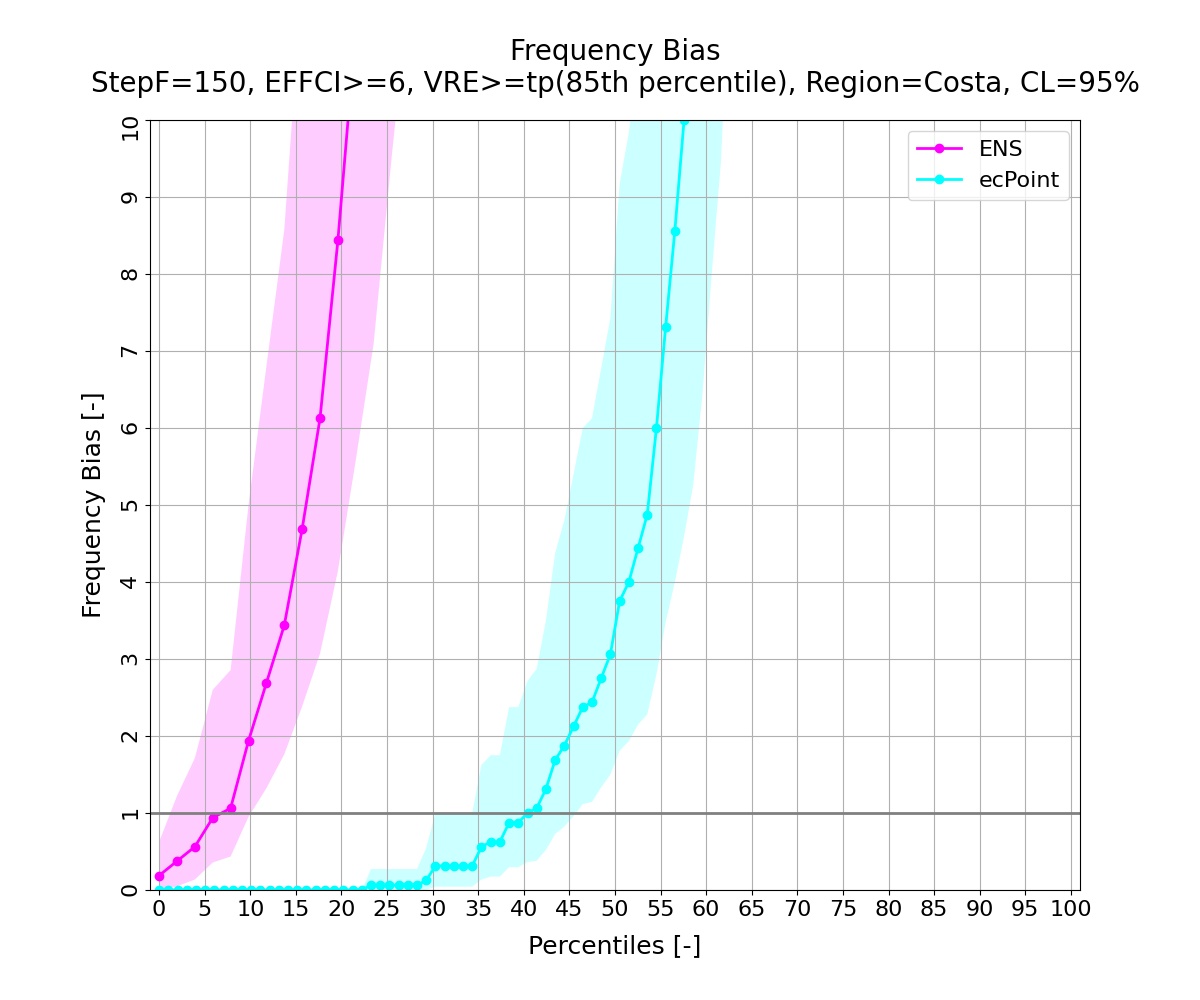 Frequency Bias
StepF=150, EFFCI>=6, VRE>=tp(85th percentile), Region=Costa, CL=95%
ENS
ecPoint
Frequency Bias [-]
10
9
8
7
6
5
4
3
2
1
0
0 5 10 15 20 25 30 35 40 45 50 55 60 65 70 75 80 85 90 95 100
Percentiles [-]